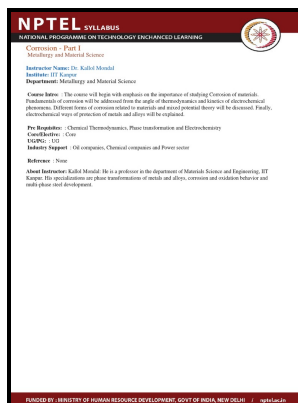 NPTEL SYLLABUS
NATIONAL PROGRAMME ON TECHNOLOGY ENCHANCED LEARNING
Corrosion - Part I
Metallurgy and Material Science
Instructor Name: Dr. Kallol Mondal
Institute: IIT Kanpur
Department: Metallurgy and Material Science
Course Intro: : The course will begin with emphasis on the importance of studying Corrosion of materials.
Fundamentals of corrosion will be addressed from the angle of thermodynamics and kinetics of electrochemical
phenomena. Different forms of corrosion related to materials and mixed potential theory will be discussed. Finally,
electrochemical ways of protection of metals and alloys will be explained.
Pre Requisites: : Chemical Thermodynamics, Phase transformation and Electrochemistry
Core/Elective: : Core
UG/PG: : UG
Industry Support : Oil companies, Chemical companies and Power sector
Reference : None
About Instructor: Kallol Mondal: He is a professor in the department of Materials Science and Engineering, IIT
Kanpur. His specializations are phase transformations of metals and alloys, corrosion and oxidation behavior and
multi-phase steel development.
FUNDED BY : MINISTRY OF HUMAN RESOURCE DEVELOPMENT, GOVT OF INDIA, NEW DELHI / nptel.ac.in